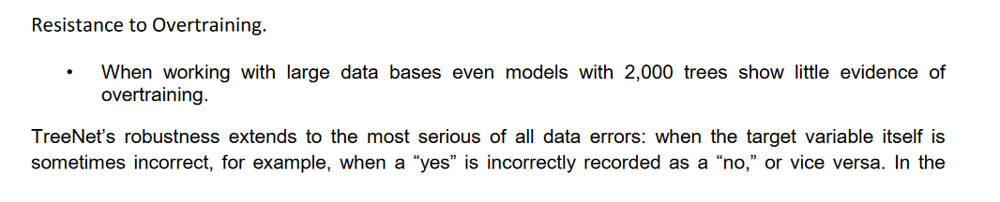 Resistance to Overtraining.
• When working with large data bases even models with 2,000 trees show little evidence of
overtraining.
TreeNet’s robustness extends to the most serious of all data errors: when the target variable itself is
sometimes incorrect, for example, when a “yes” is incorrectly recorded as a “no,” or vice versa. In the